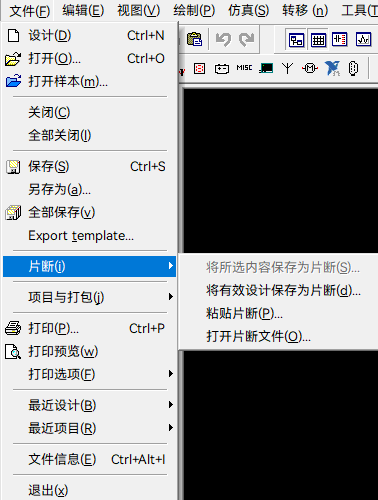 文件(F) 编辑(E) 视图(V) 绘制(P) 仿真(S) 转移 (n) 工具(T
设计(D) Ctrl+N
打开(O)... Ctrl+O
打开样本(m)...
MISC
关闭(C)
全部关闭(l)
保存(S) Ctrl+S
另存为(a)...
全部保存(v)
Export template...
片断(i)
将所选内容保存为片断(S)...
将有效设计保存为片断(d)...
粘贴片断(P)...
打开片断文件(O)...
项目与打包(j)
打印(P)... Ctrl+P
打印预览(w)
打印选项(F)
最近设计(B)
最近项目(R)
文件信息(E) Ctrl+Alt+I
退出(x)